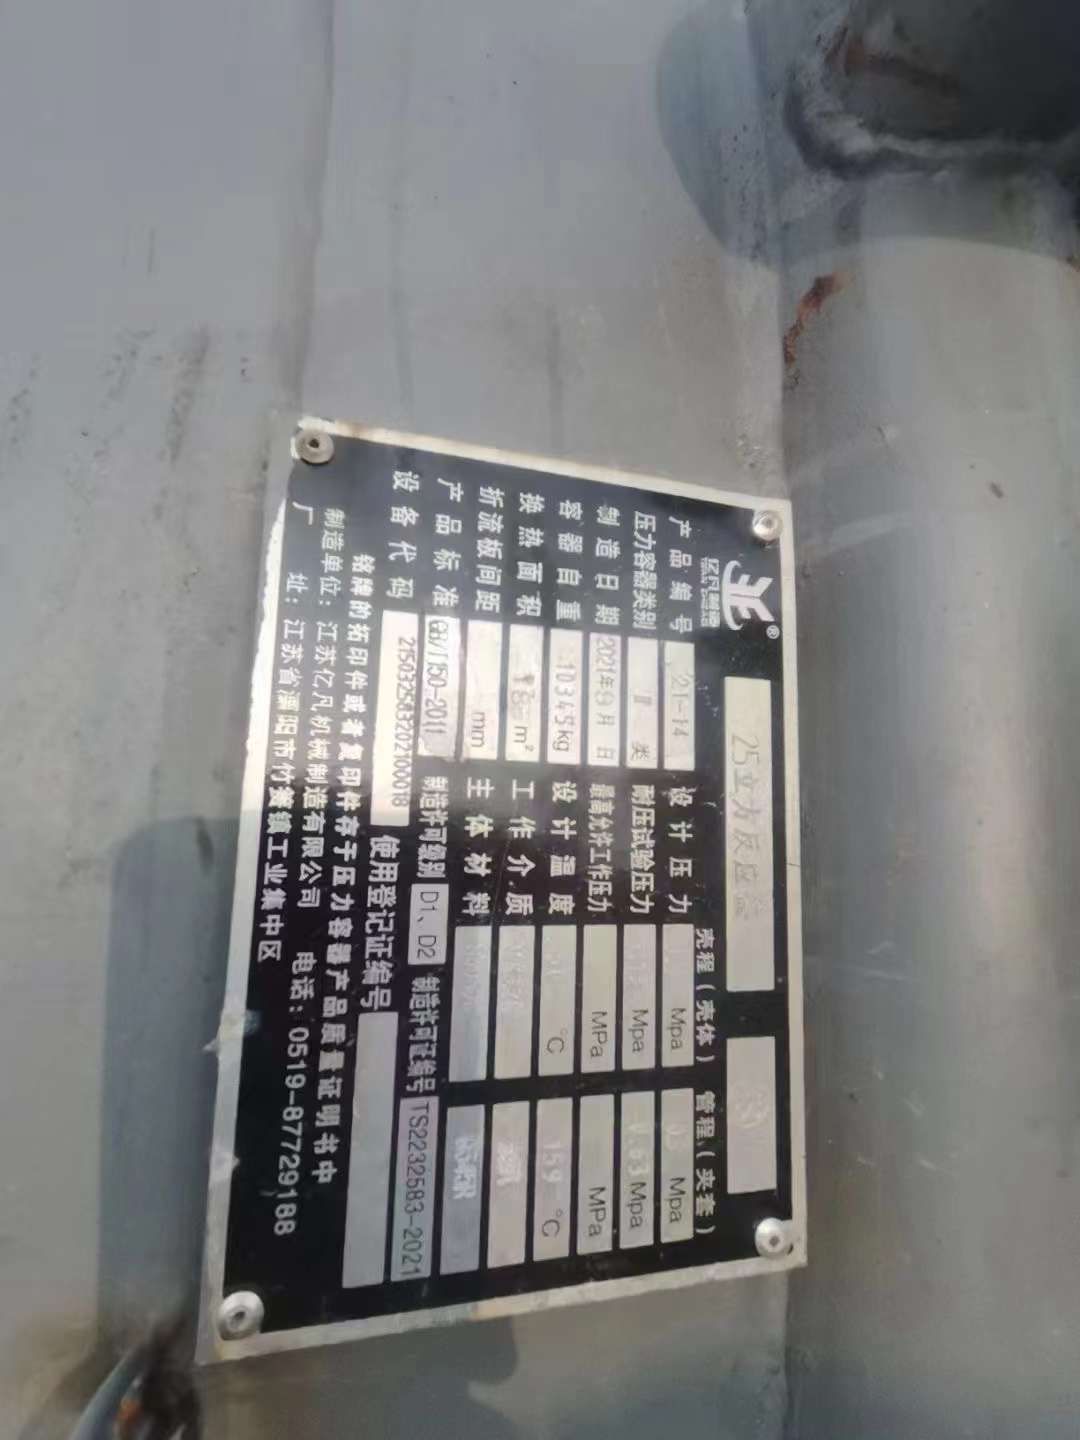 亿凡制造 ®
25立方反应釜
壳程(壳体) 管程(夹套)
产品编号 21-14 设计压力 Mpa Mpa
压力容器类别 Ⅱ 类 耐压试验压力 Mpa 0.63 Mpa
制造日期 2021年9月 日 最高允许工作压力 MPa MPa
容器自重 10345kg 设计温度 ℃ 159 ℃
换热面积 m² 工作介质 蒸汽
折流板间距 mm 主体材料 Q345R
产品标准 GB/T150-2011 制造许可级别 D1、D2 制造许可证编号 TS2232583-2021
设备代码 215032583202100018 使用登记证编号
铭牌的拓印件或者复印件存于压力容器产品质量证明书中
制造单位:江苏亿凡机械制造有限公司 电话:0519-87729188
厂 址:江苏省溧阳市竹箦镇工业集中区